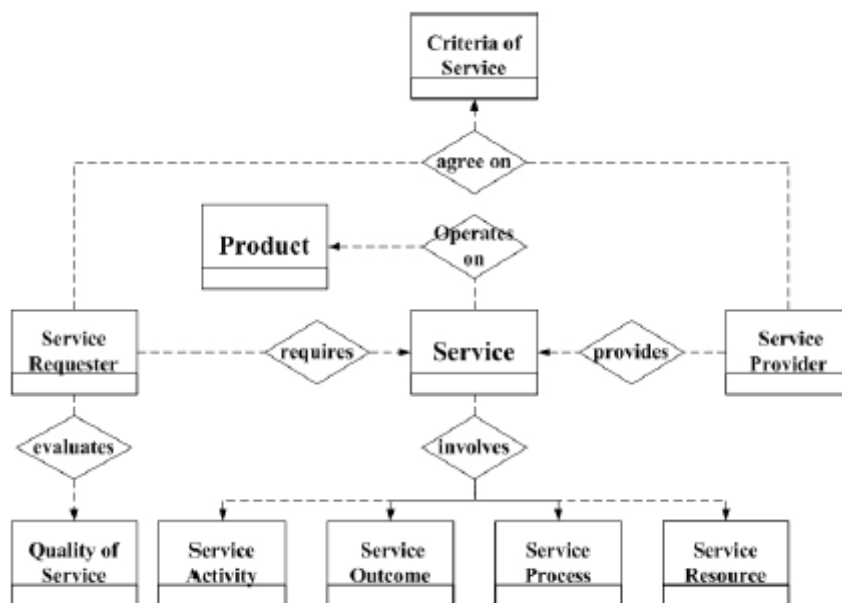 Criteria of
Service
agree on
Product
Operates
on
Service
Requester
requires
Service
provides
Service
Provider
evaluates
involves
Quality of
Service
Service
Activity
Service
Outcome
Service
Process
Service
Resource